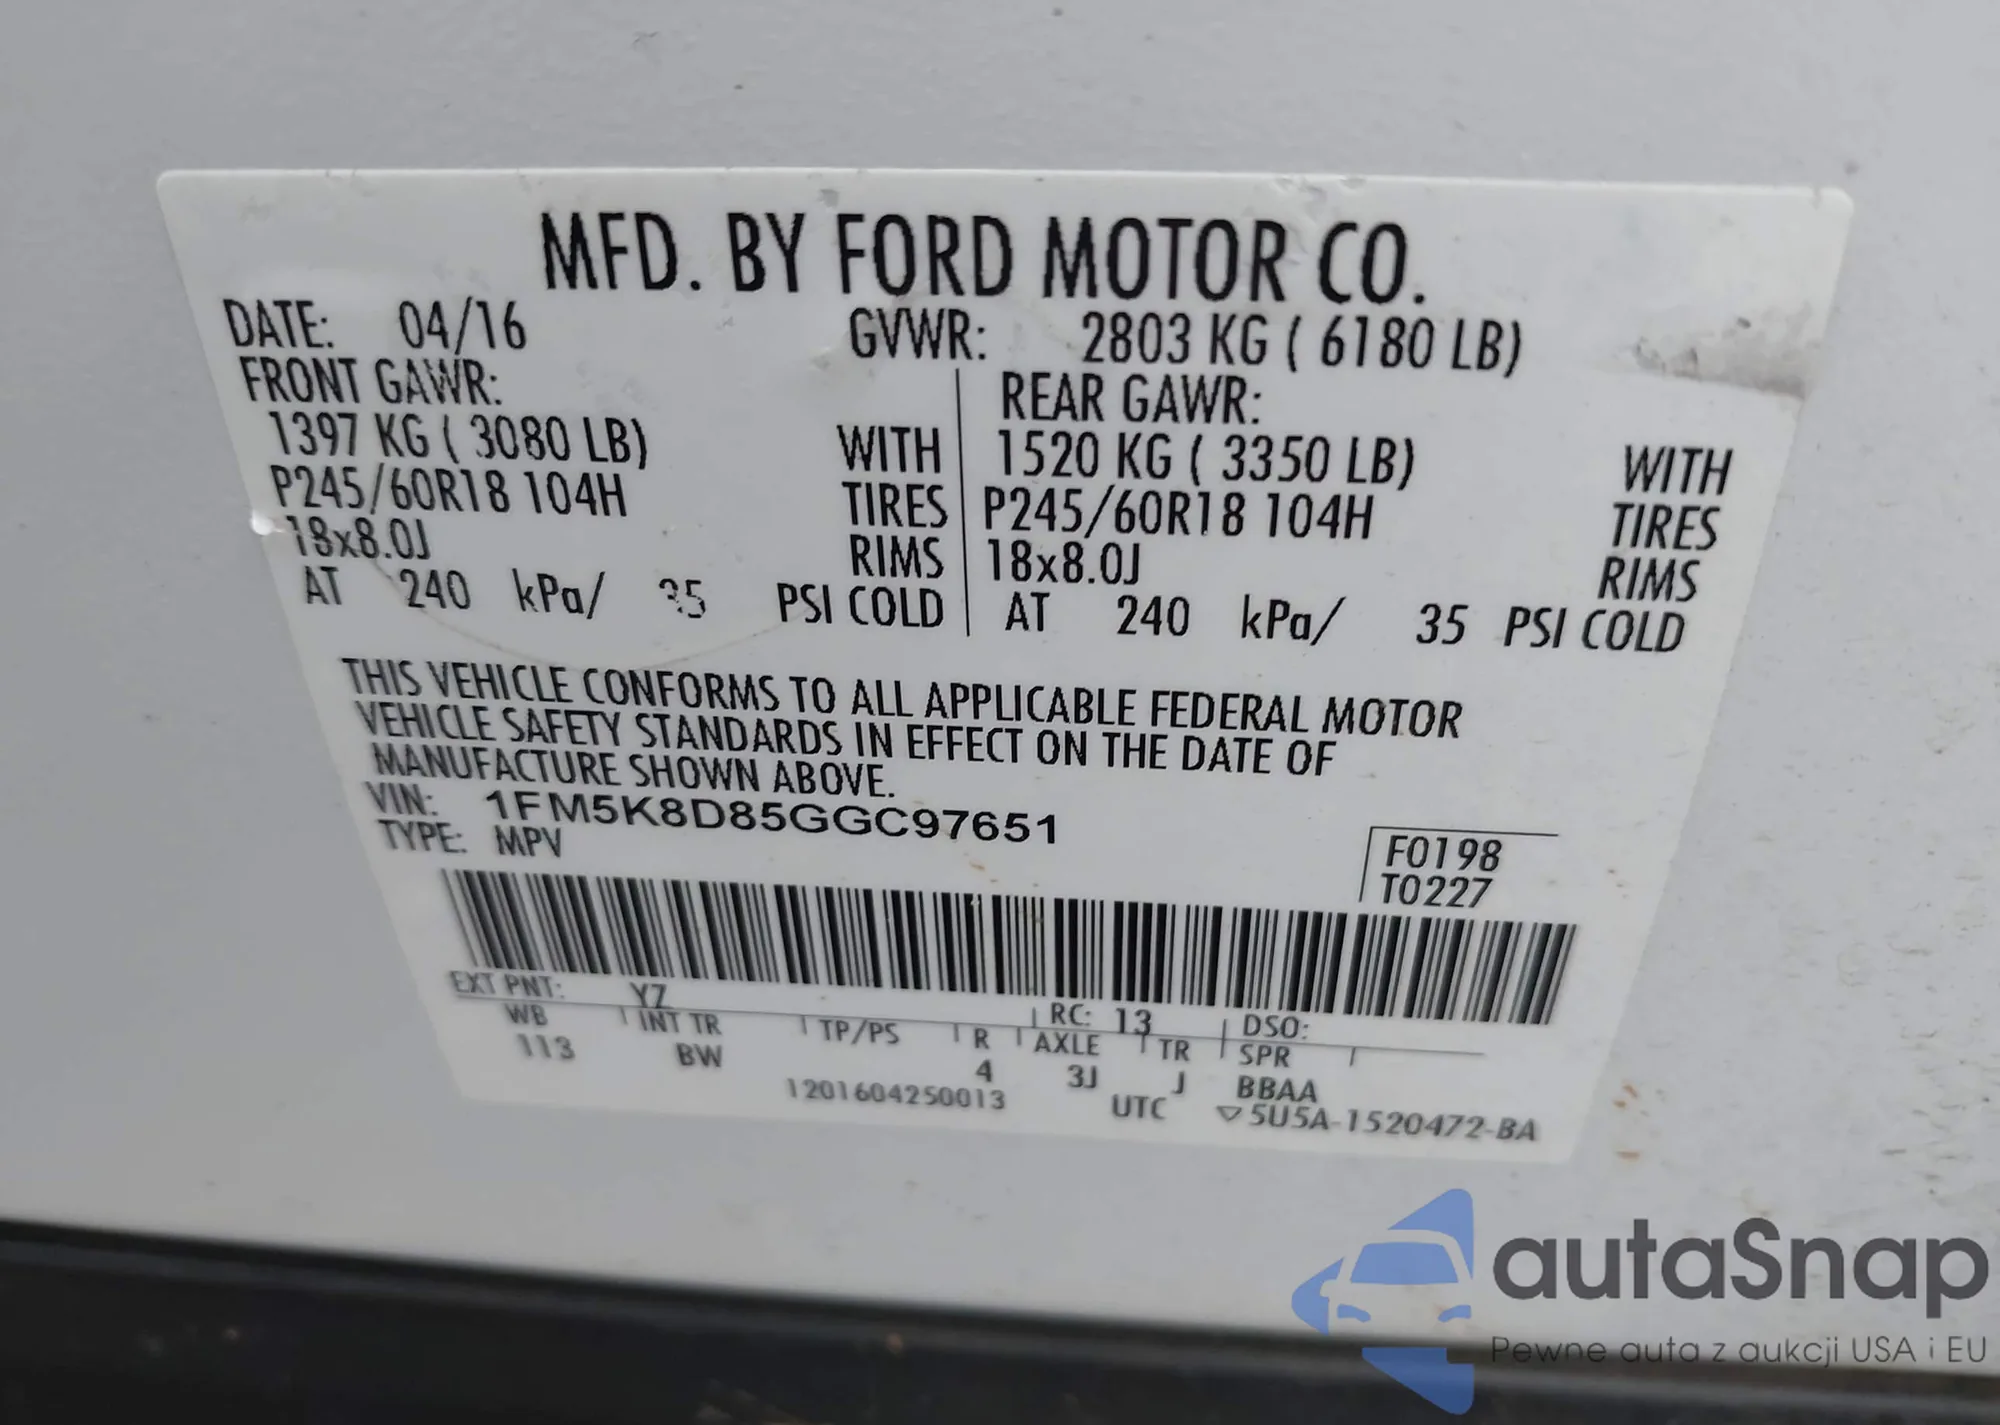 MFD. BY FORD MOTOR CO.
DATE: 04/16 GVWR: 2803 KG ( 6180 LB)
FRONT GAWR: REAR GAWR:
1397 KG ( 3080 LB) WITH 1520 KG ( 3350 LB) WITH
P245/60R18 104H TIRES P245/60R18 104H TIRES
18x8.0J RIMS 18x8.0J RIMS
AT 240 kPa/ 35 PSI COLD AT 240 kPa/ 35 PSI COLD
THIS VEHICLE CONFORMS TO ALL APPLICABLE FEDERAL MOTOR
VEHICLE SAFETY STANDARDS IN EFFECT ON THE DATE OF
MANUFACTURE SHOWN ABOVE.
VIN: 1FM5K8D85GGC97651
TYPE: MPV
F0198
T0227
EXT PNT: YZ RC: 13 DSO:
WB INT TR TP/PS R AXLE TR SPR
113 BW 4 3J J BBAA
1201604250013 UTC ▽5U5A-1520472-BA
autaSnap
Pewne auta z aukcji USA i EU